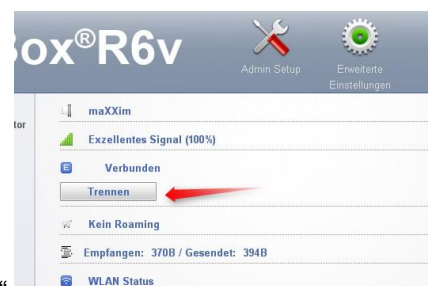 ox®R6v
Admin Setup
Erweiterte
Einstellungen
tor
maXXim
Exzellentes Signal (100%)
E Verbunden
Trennen
Kein Roaming
Empfangen: 370B / Gesendet: 394B
WLAN Status
“